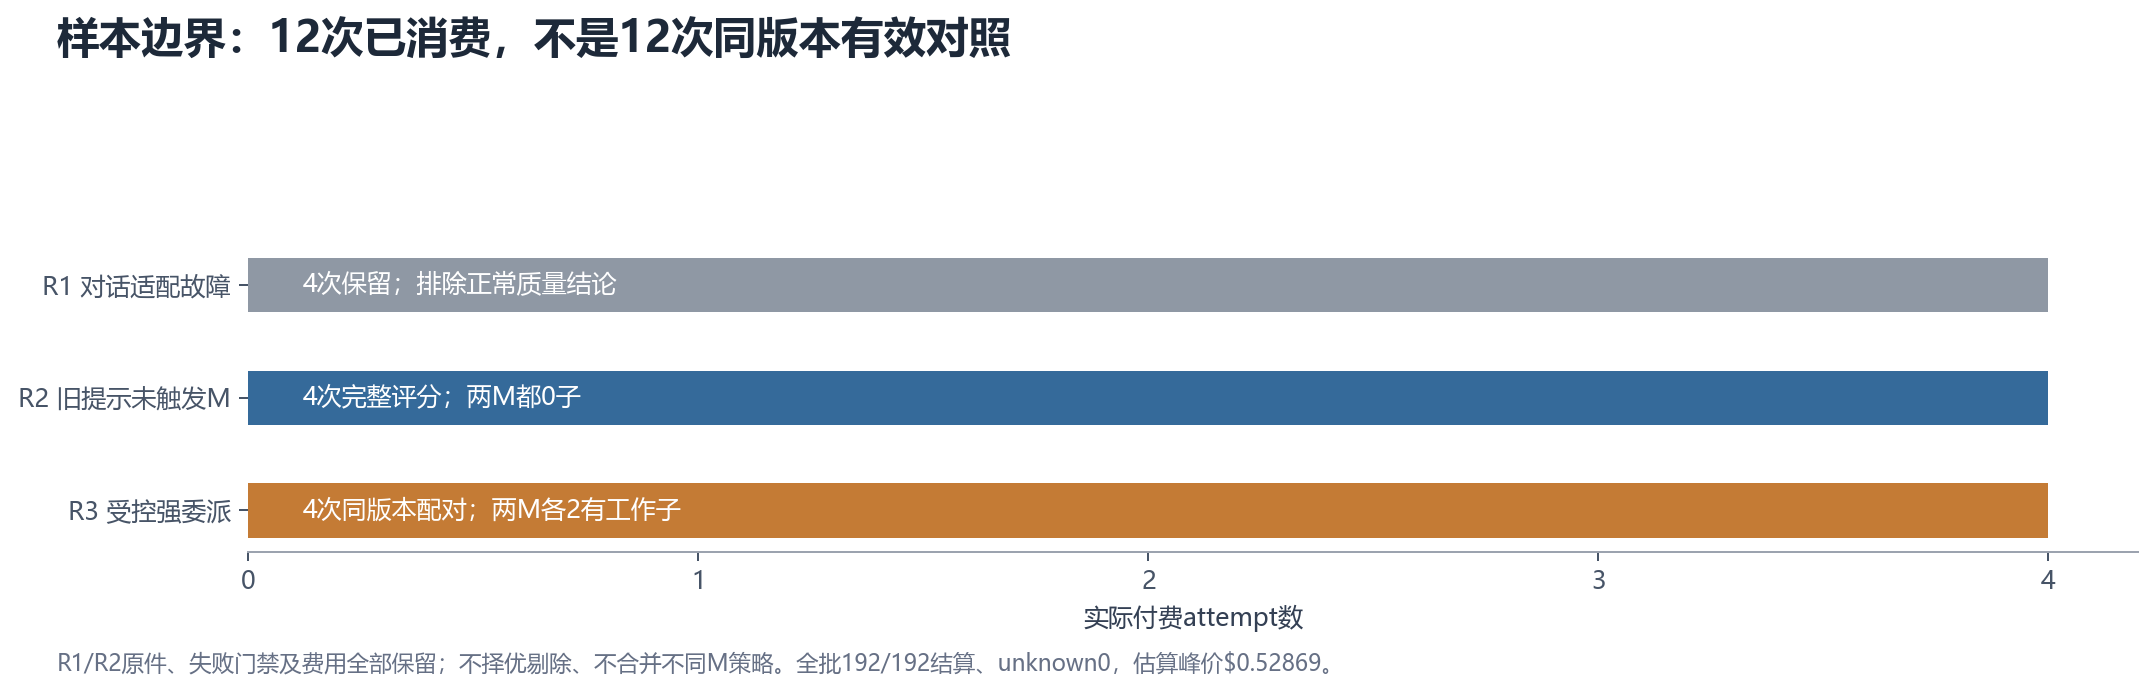 样本边界：12次已消费，不是12次同版本有效对照
R1 对话适配故障
4次保留；排除正常质量结论
R2 旧提示未触发M
4次完整评分；两M都0子
R3 受控强委派
4次同版本配对；两M各2有工作子
0 1 2 3 4
实际付费attempt数
R1/R2原件、失败门禁及费用全部保留；不择优剔除、不合并不同M策略。全批192/192结算、unknown0，估算峰价$0.52869。